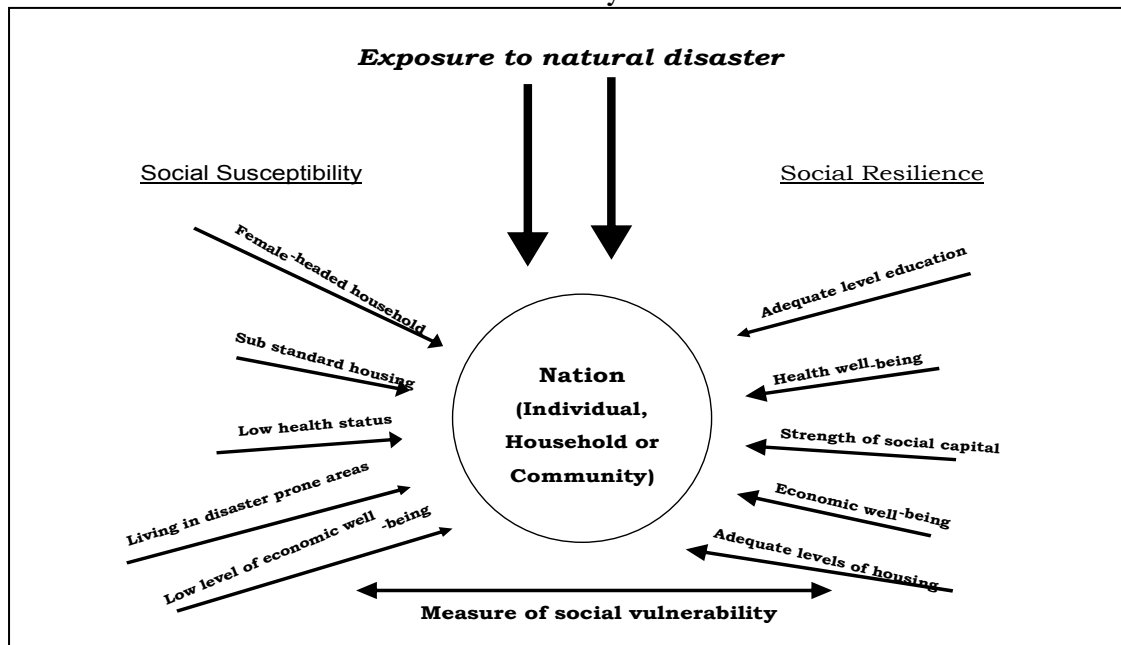 Exposure to natural disaster
Social Susceptibility
Social Resilience
Female-headed household
Sub standard housing
Low health status
Living in disaster prone areas
Low level of economic well-being
Nation
(Individual,
Household or
Community)
Adequate level education
Health well-being
Strength of social capital
Economic well-being
Adequate levels of housing
Measure of social vulnerability